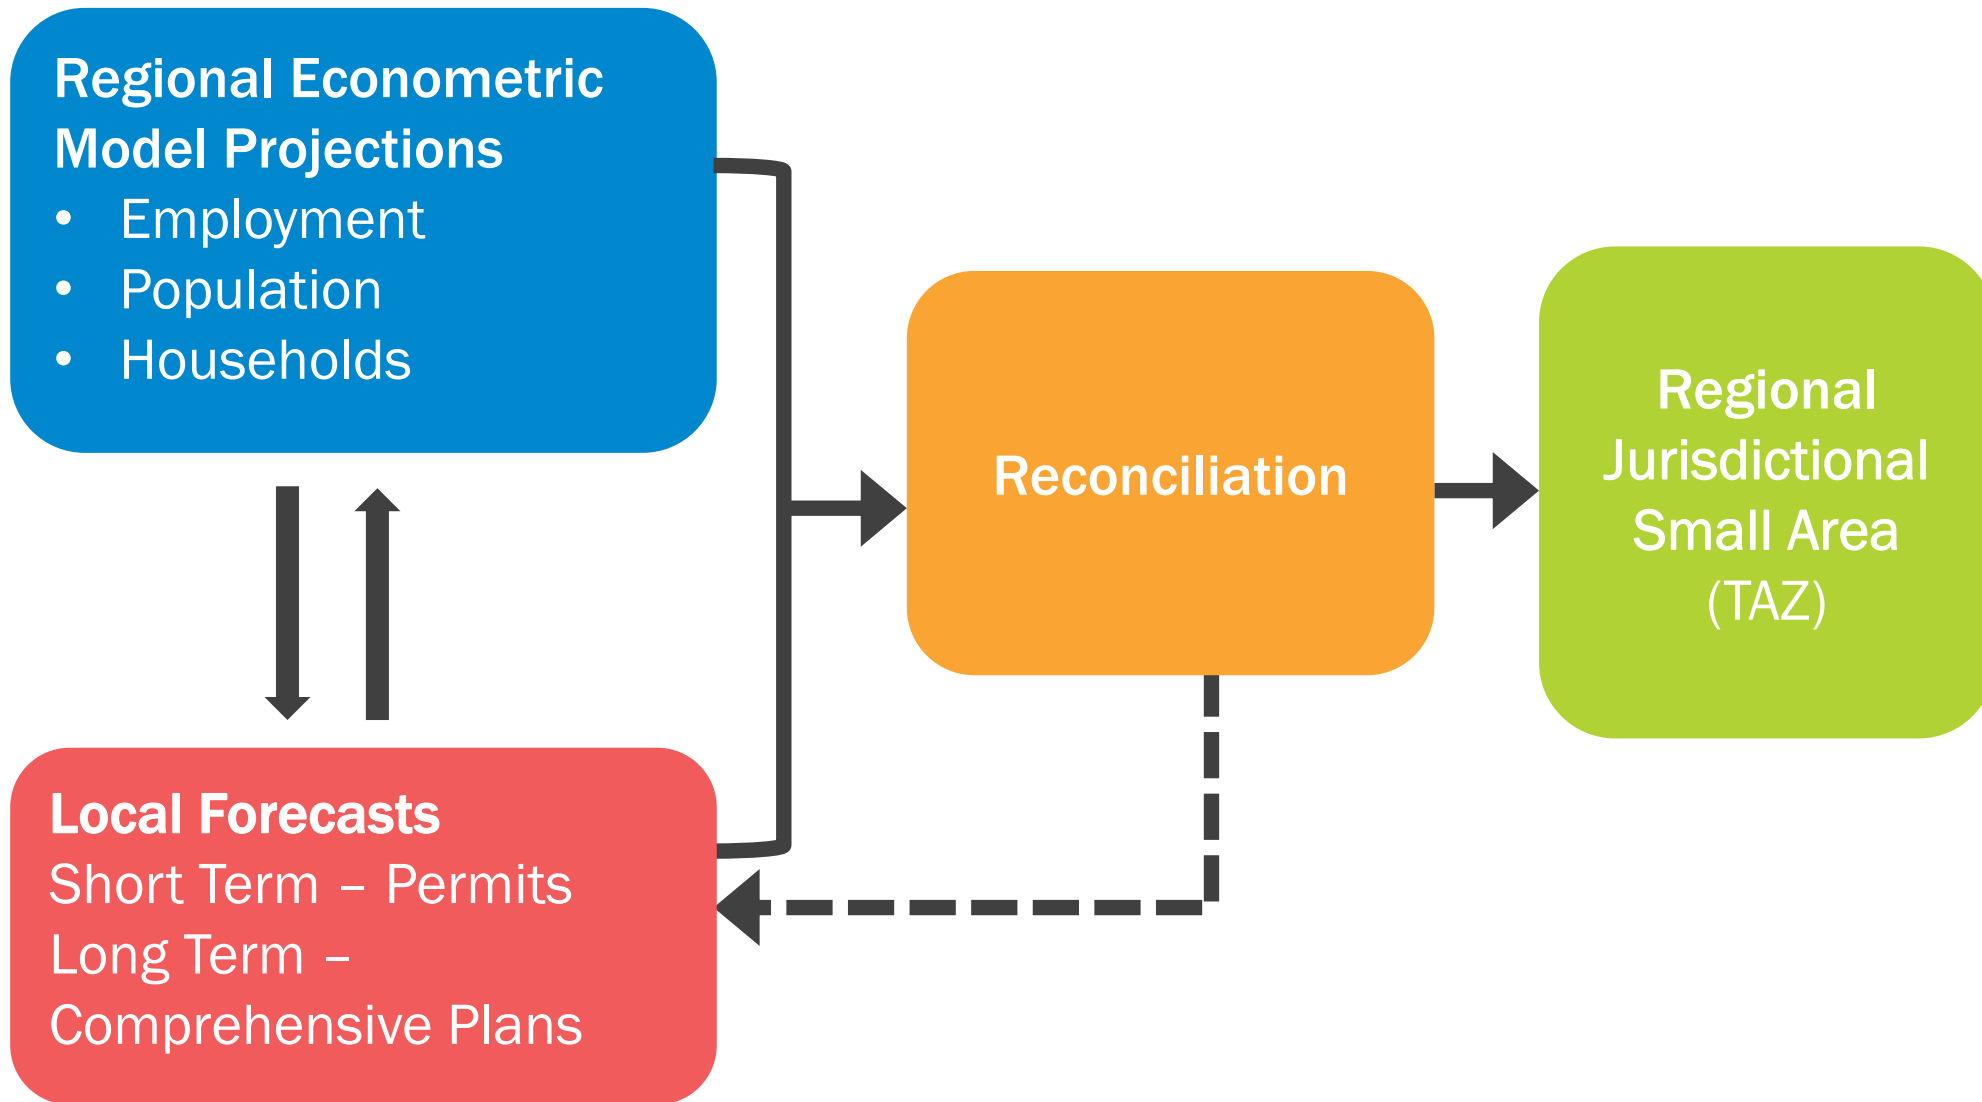 Regional Econometric
Model Projections
• Employment
• Population
• Households
Local Forecasts
Short Term – Permits
Long Term –
Comprehensive Plans
Reconciliation
Regional
Jurisdictional
Small Area
(TAZ)